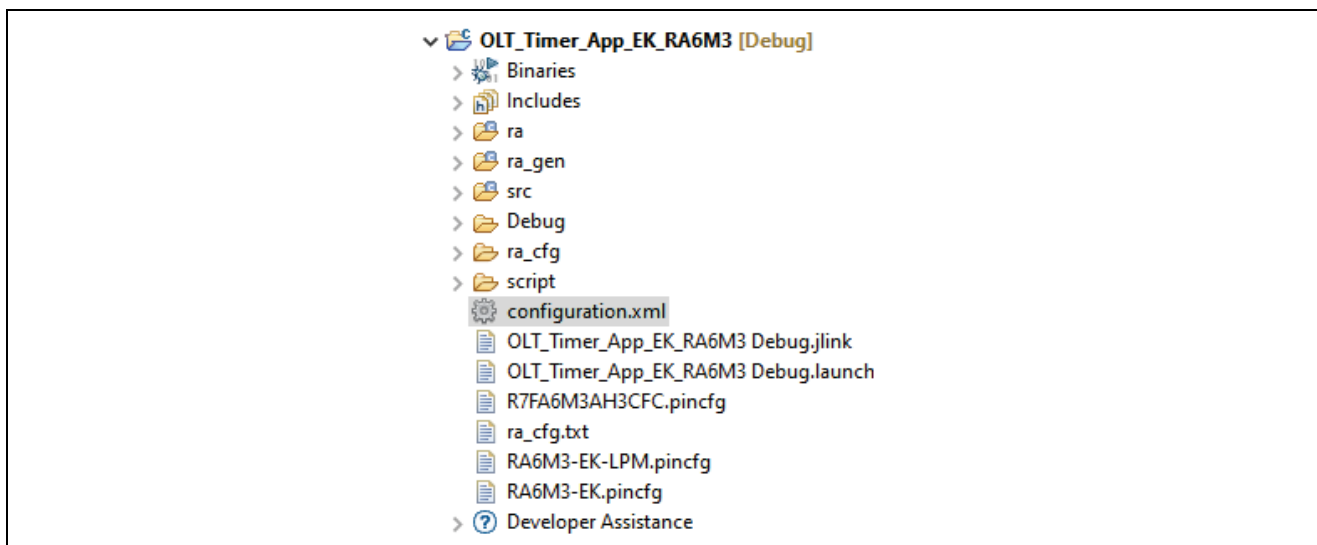 OLT_Timer_App_EK_RA6M3 [Debug]
Binaries
Includes
ra
ra_gen
src
Debug
ra_cfg
script
configuration.xml
OLT_Timer_App_EK_RA6M3 Debug.jlink
OLT_Timer_App_EK_RA6M3 Debug.launch
R7FA6M3AH3CFC.pincfg
ra_cfg.txt
RA6M3-EK-LPM.pincfg
RA6M3-EK.pincfg
Developer Assistance